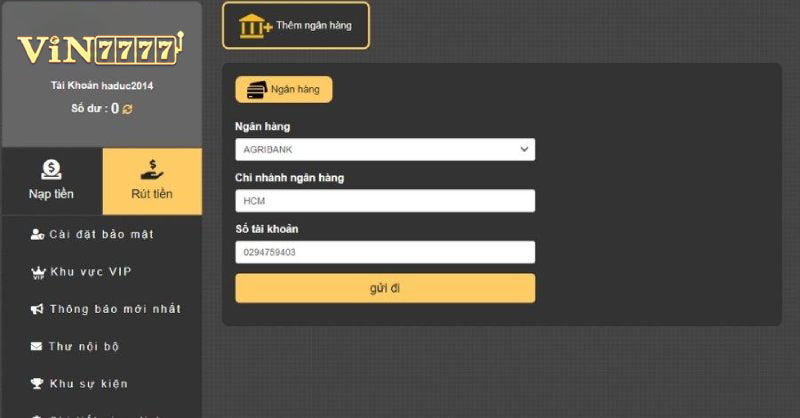 ViN7777
Tài Khoản haduc2014
Số dư : 0
Nạp tiền
Rút tiền
Cài đặt bảo mật
VIP
Khu vực VIP
Thông báo mới nhất
Thư nội bộ
Khu sự kiện
Thêm ngân hàng
Ngân hàng
Ngân hàng
AGRIBANK
Chi nhánh ngân hàng
HCM
Số tài khoản
0294759403
gửi đi